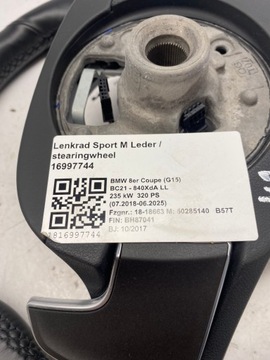 Lenkrad Sport M Leder /
stearingwheel
16997744
BMW 8er Coupe (G15)
BC21 - 840XdA LL
235 kW 320 PS
(07.2018-06.2025)
Fzgnr.: 18-18663 M: 90285140 B57T
FIN: BH87041
BJ: 10/2017
1816997744